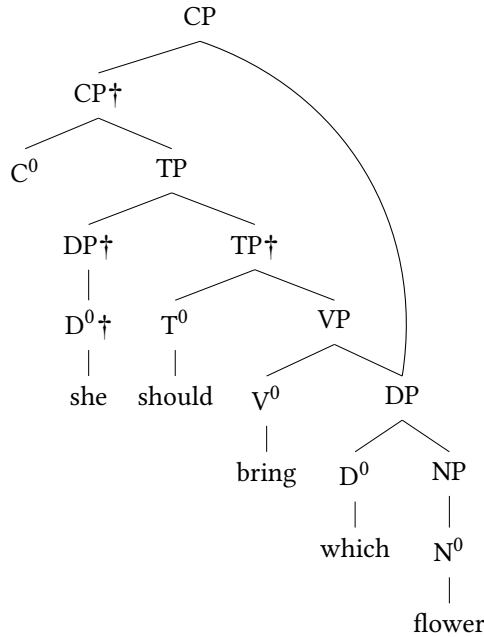 CP
CP†
C⁰ TP
DP† TP†
D⁰† T⁰ VP
she should V⁰ DP
bring D⁰ NP
which N⁰
flower